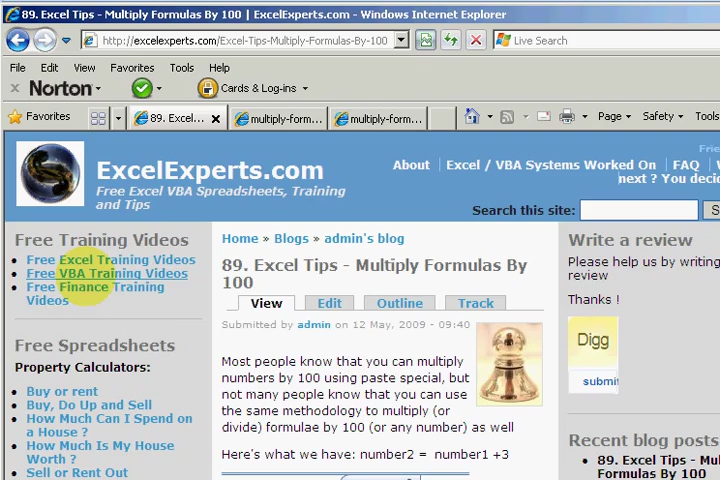 89. Excel Tips - Multiply Formulas By 100 | ExcelExperts.com - Windows Internet Explorer
http://excelexperts.com/Excel-Tips-Multiply-Formulas-By-100
Live Search
File Edit View Favorites Tools Help
Norton
Cards & Log-ins
Favorites
89. Excel...
multiply-form...
multiply-form...
Page
Safety
Tools
ExcelExperts.com
Free Excel VBA Spreadsheets, Training
and Tips
Frie
About
Excel / VBA Systems Worked On
FAQ
next ? You decid
Search this site:
S
Free Training Videos
Free Excel Training Videos
Free VBA Training Videos
Free Finance Training
Videos
Free Spreadsheets
Property Calculators:
Buy or rent
Buy, Do Up and Sell
How Much Can I Spend on
a House ?
How Much Is My House
Worth ?
Sell or Rent Out
Home » Blogs » admin's blog
89. Excel Tips - Multiply Formulas By
100
View
Edit
Outline
Track
Submitted by admin on 12 May, 2009 - 09:40
Most people know that you can multiply
numbers by 100 using paste special, but
not many people know that you can use
the same methodology to multiply (or
divide) formulae by 100 (or any number) as well
Here's what we have: number2 = number1 +3
Write a review
Please help us by writing
review
Thanks !
Digg
submit
Recent blog posts
89. Excel Tips - Mul
Formulas By 100